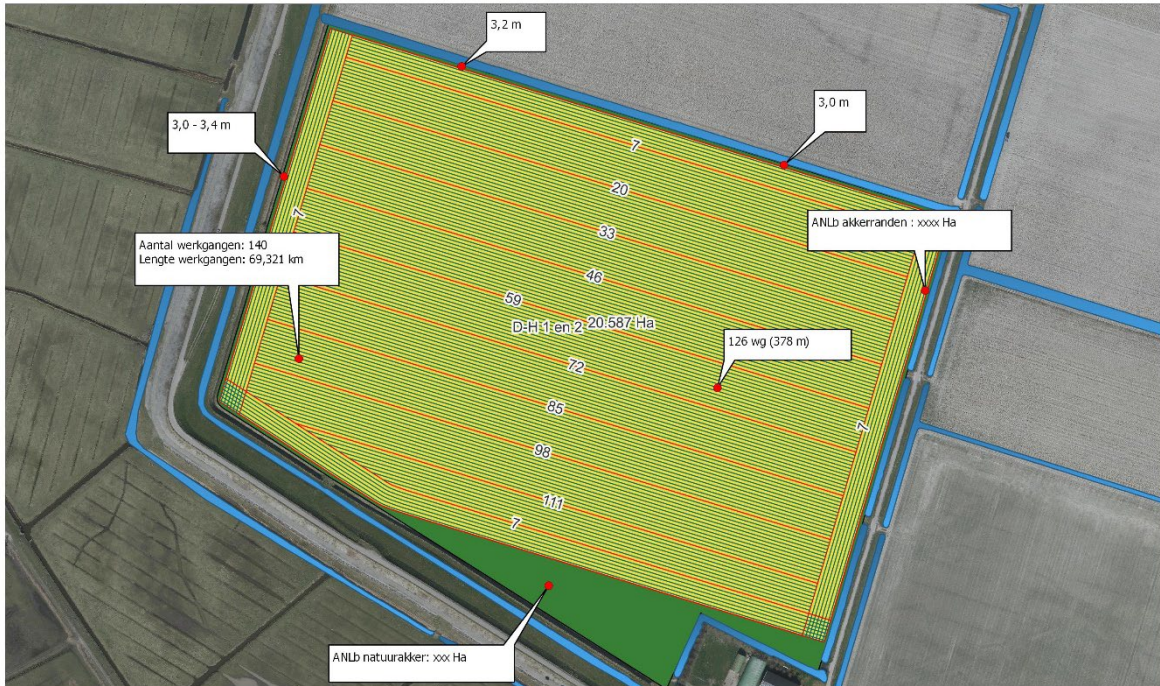 3,2 m
3,0 m
3,0 - 3,4 m
7
20
7
ANLb akkerranden : xxxx Ha
33
Aantal werkgangen: 140
Lengte werkgangen: 69,321 km
46
59
D-H 1 en 2 20.587 Ha
126 wg (378 m)
72
85
7
98
111
7
ANLb natuurakker: xxx Ha